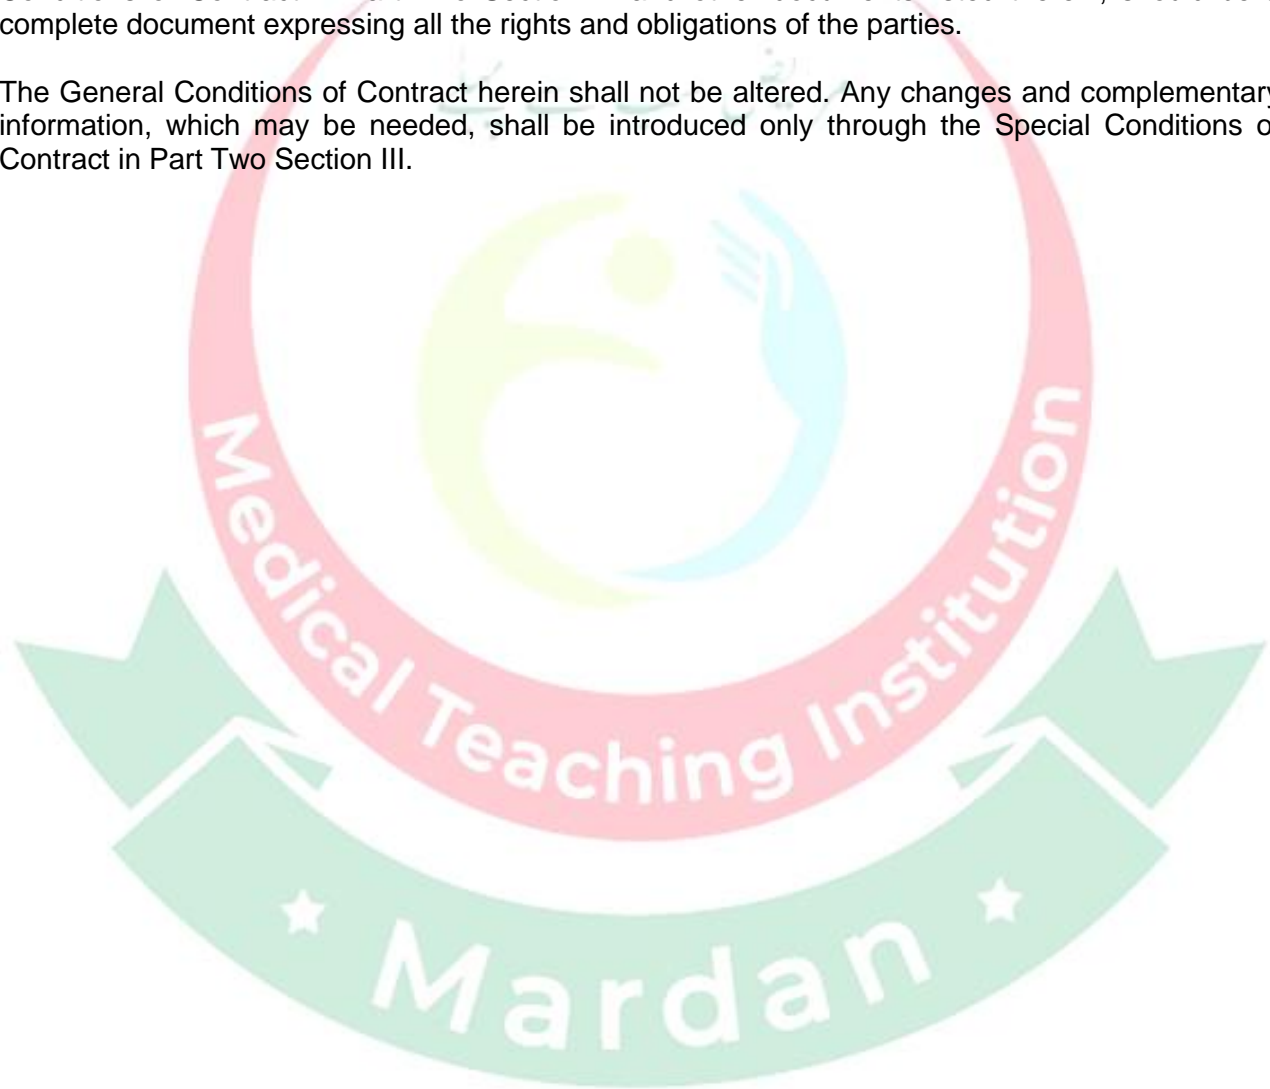 complete document expressing all the rights and obligations of the parties.
The General Conditions of Contract herein shall not be altered. Any changes and complementary
information, which may be needed, shall be introduced only through the Special Conditions o
Contract in Part Two Section III.
Medical Teaching Institution
Mardan